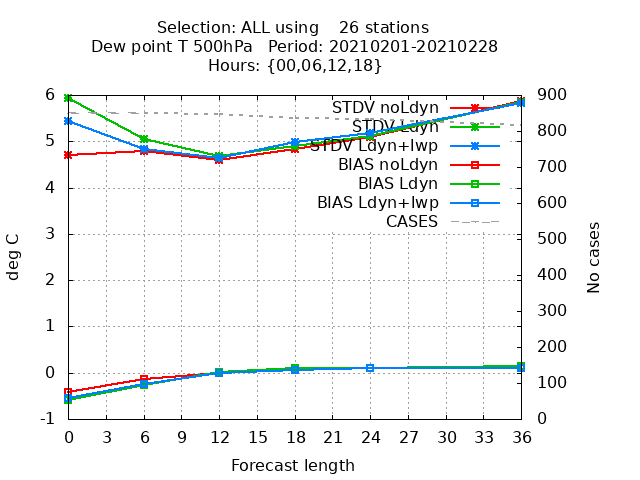 Selection: ALL using    26 stations
Dew point T 500hPa   Period: 20210201-20210228
Hours: {00,06,12,18}
6
5
4
3
2
1
0
-1
deg C
STDV noLdyn
STDV Ldyn
STDV Ldyn+lwp
BIAS noLdyn
BIAS Ldyn
BIAS Ldyn+lwp
CASES
900
800
700
600
500
400
300
200
100
0
No cases
0 3 6 9 12 15 18 21 24 27 30 33 36
Forecast length